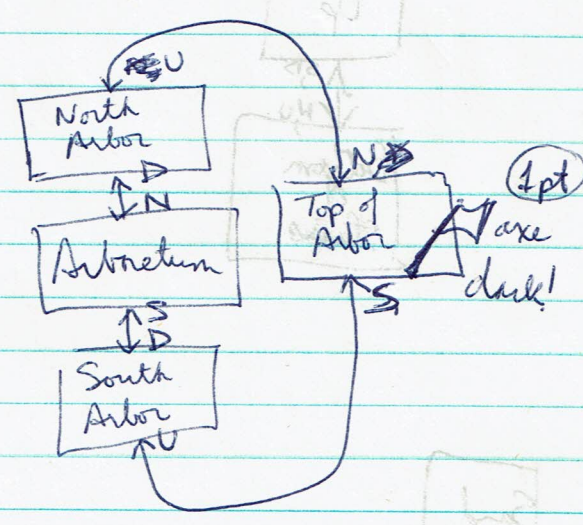 U
North
Arbor
D
N
Arboretum
S
D
South
Arbor
U
N
Top of
Arbor
S
1pt
axe
dark!